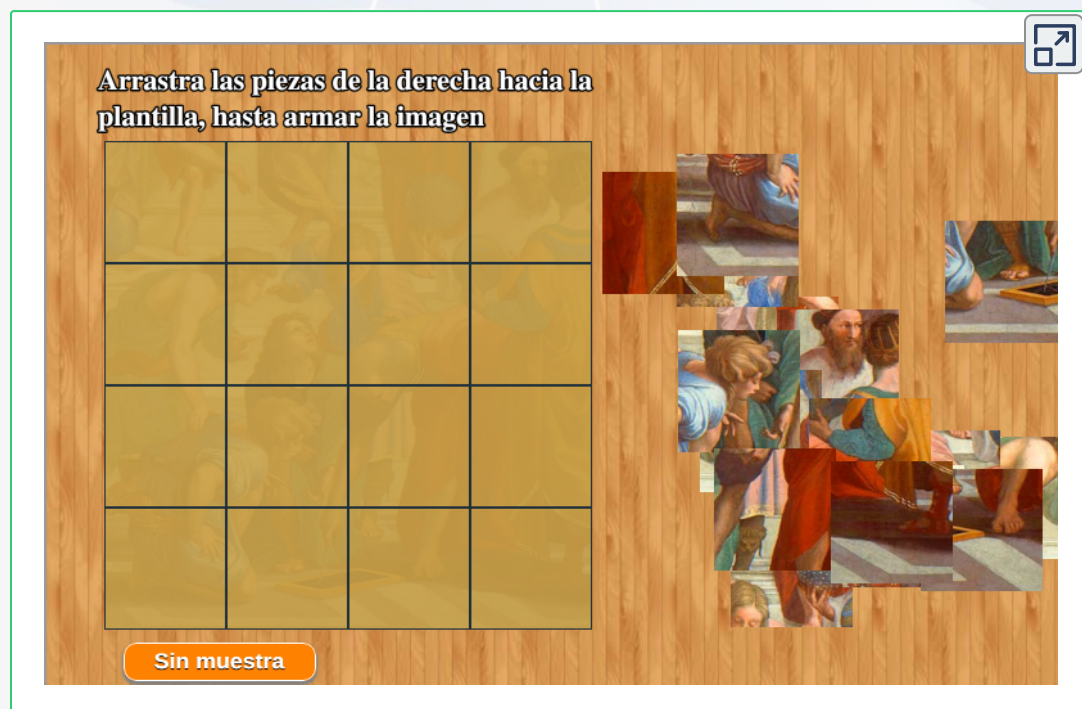 Arrastra las piezas de la derecha hacia la
plantilla, hasta armar la imagen
Sin muestra